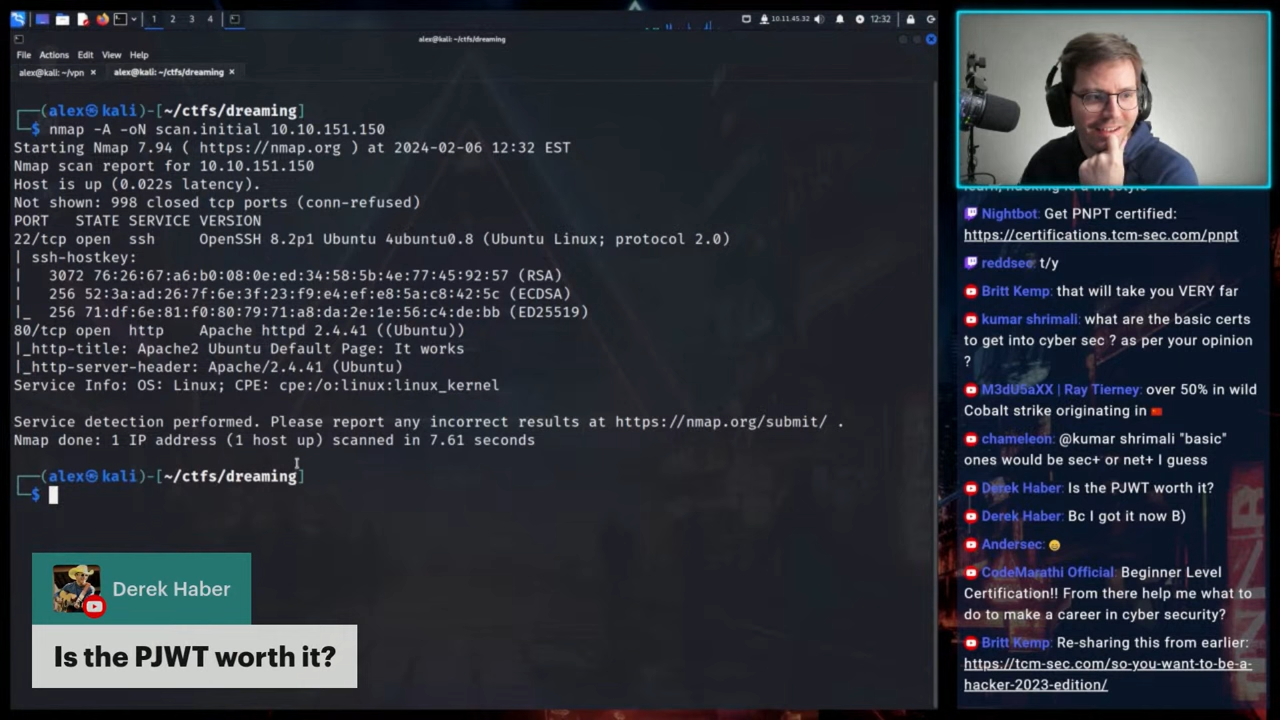 1 2 3 4
10.11.45.32
12:32
alex@kali: ~/ctfs/dreaming
File Actions Edit View Help
alex@kali: ~/vpn × alex@kali: ~/ctfs/dreaming ×
┌──(alex㉿kali)-[~/ctfs/dreaming]
└─$ nmap -A -oN scan.initial 10.10.151.150
Starting Nmap 7.94 ( https://nmap.org ) at 2024-02-06 12:32 EST
Nmap scan report for 10.10.151.150
Host is up (0.022s latency).
Not shown: 998 closed tcp ports (conn-refused)
PORT   STATE SERVICE VERSION
22/tcp open  ssh     OpenSSH 8.2p1 Ubuntu 4ubuntu0.8 (Ubuntu Linux; protocol 2.0)
| ssh-hostkey:
|   3072 76:26:67:a6:b0:08:0e:ed:34:58:5b:4e:77:45:92:57 (RSA)
|   256 52:3a:ad:26:7f:6e:3f:23:f9:e4:ef:e8:5a:c8:42:5c (ECDSA)
|_  256 71:df:6e:81:f0:80:79:71:a8:da:2e:1e:56:c4:de:bb (ED25519)
80/tcp open  http    Apache httpd 2.4.41 ((Ubuntu))
|_http-title: Apache2 Ubuntu Default Page: It works
|_http-server-header: Apache/2.4.41 (Ubuntu)
Service Info: OS: Linux; CPE: cpe:/o:linux:linux_kernel
Service detection performed. Please report any incorrect results at https://nmap.org/submit/ .
Nmap done: 1 IP address (1 host up) scanned in 7.61 seconds
┌──(alex㉿kali)-[~/ctfs/dreaming]
└─$
Derek Haber
Is the PJWT worth it?
Nightbot: Get PNPT certified:
https://certifications.tcm-sec.com/pnpt
reddsec: t/y
Britt Kemp: that will take you VERY far
kumar shrimali: what are the basic certs
to get into cyber sec ? as per your opinion
?
M3dU5aXX | Ray Tierney: over 50% in wild
Cobalt strike originating in 🇨🇳
chameleon: @kumar shrimali "basic"
ones would be sec+ or net+ I guess
Derek Haber: Is the PJWT worth it?
Derek Haber: Bc I got it now B)
Andersec: 😀
CodeMarathi Official: Beginner Level
Certification!! From there help me what to
do to make a career in cyber security?
Britt Kemp: Re-sharing this from earlier:
https://tcm-sec.com/so-you-want-to-be-a-
hacker-2023-edition/